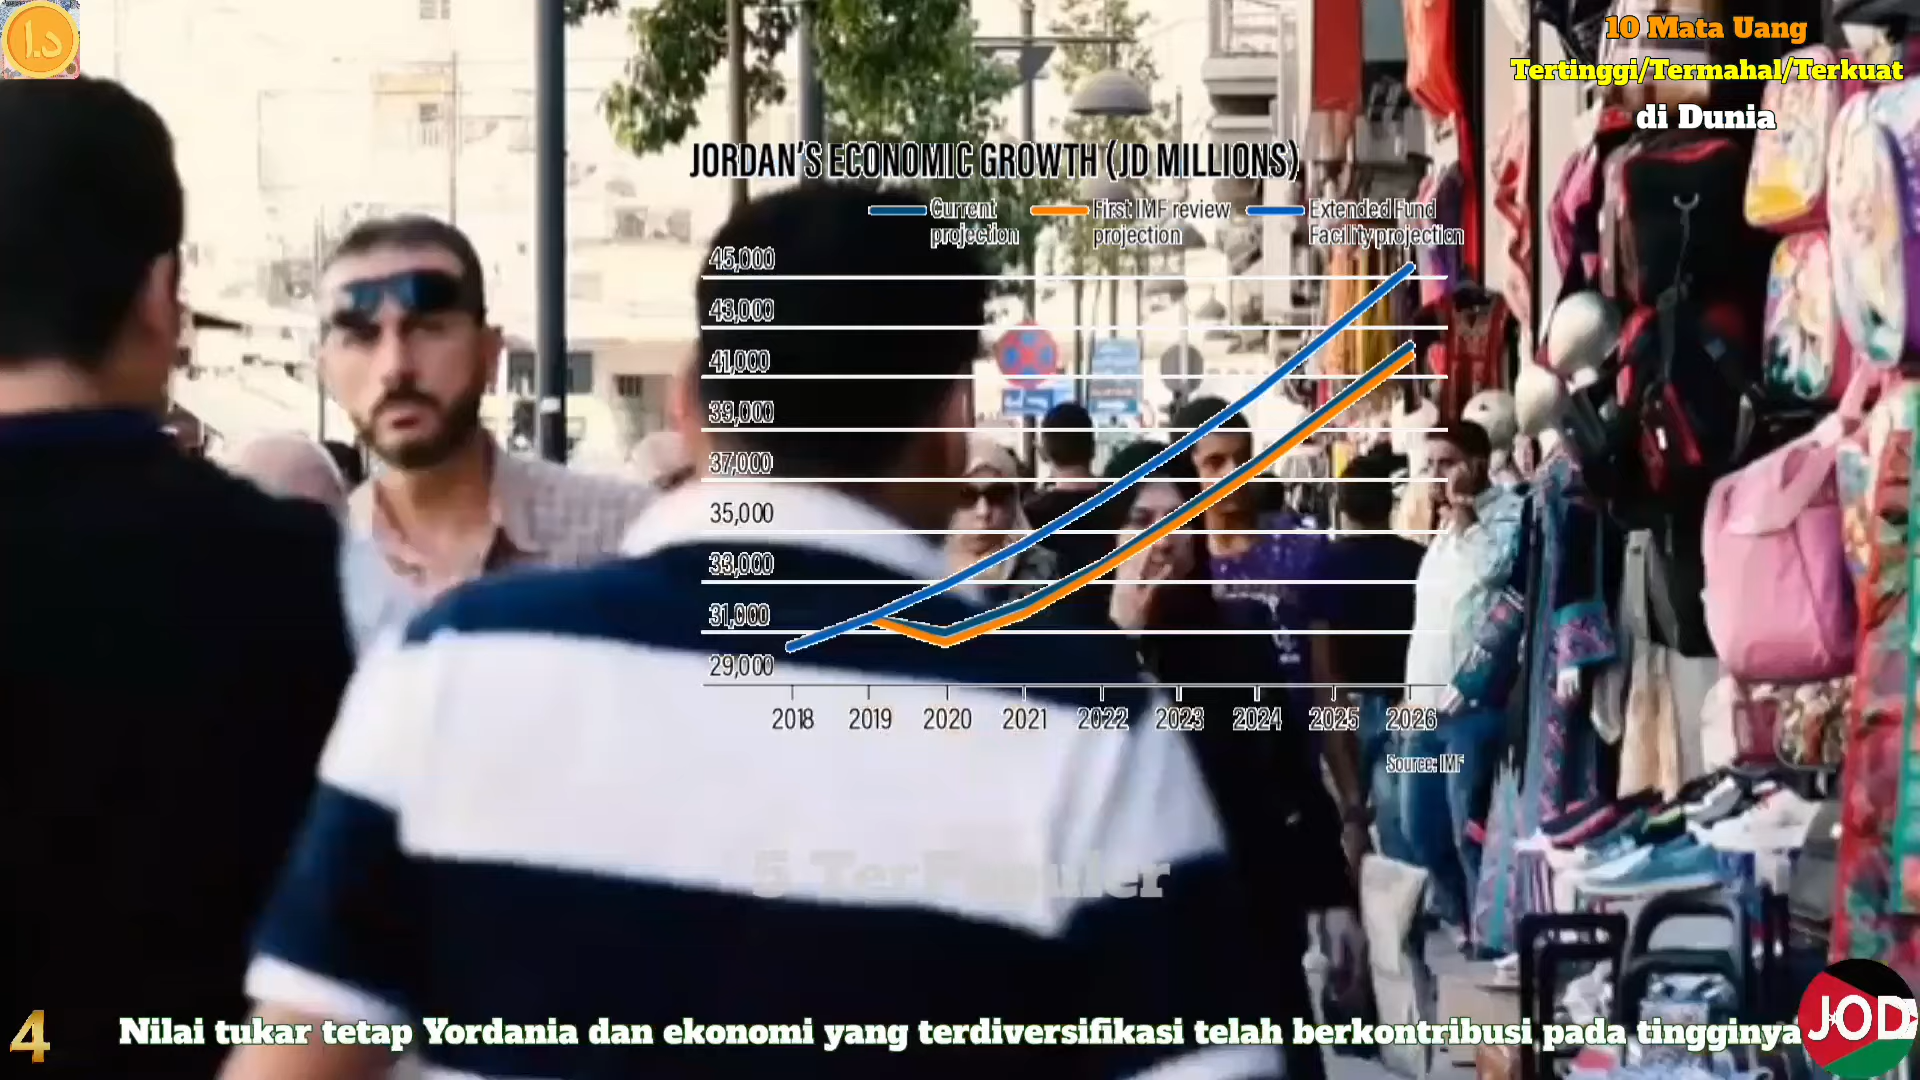 د.ا
10 Mata Uang
Tertinggi/Termahal/Terkuat
di Dunia
JORDAN'S ECONOMIC GROWTH (JD MILLIONS)
Current projection
First IMF review projection
Extended Fund Facility projection
45,000
43,000
41,000
39,000
37,000
35,000
33,000
31,000
29,000
2018 2019 2020 2021 2022 2023 2024 2025 2026
Source: IMF
5 TerPopuler
4
Nilai tukar tetap Yordania dan ekonomi yang terdiversifikasi telah berkontribusi pada tingginya
JOD